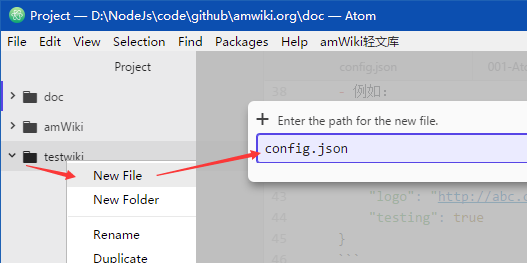 Project — D:\NodeJs\code\github\amwiki.org\doc — Atom
File Edit View Selection Find Packages Help amWiki轻文库
Project
config.json
doc
38 - 例如:
amWiki
Enter the path for the new file.
testwiki
config.json
New File
New Folder
43 "logo": "http://abc.
44 "testing": true
Rename
45 }
Duplicate
46 ```